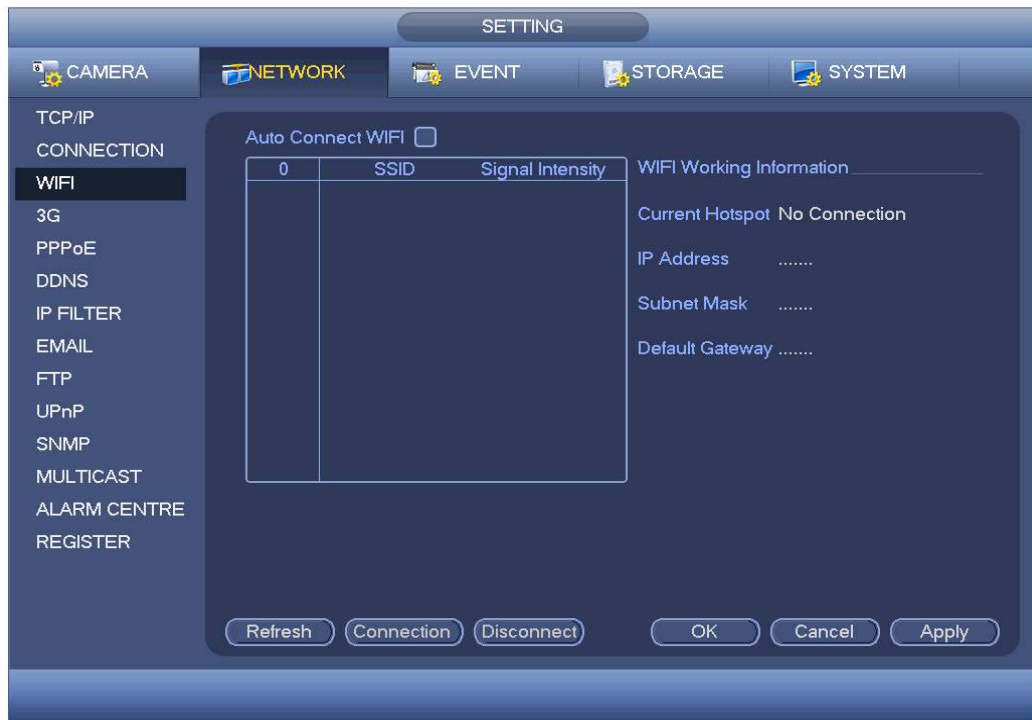 SETTING
CAMERA NETWORK EVENT STORAGE SYSTEM
TCP/IP
CONNECTION
WIFI
3G
PPPoE
DDNS
IP FILTER
EMAIL
FTP
UPnP
SNMP
MULTICAST
ALARM CENTRE
REGISTER
Auto Connect WIFI
0 SSID Signal Intensity
WIFI Working Information
Current Hotspot No Connection
IP Address .......
Subnet Mask .......
Default Gateway .......
Refresh Connection Disconnect OK Cancel Apply